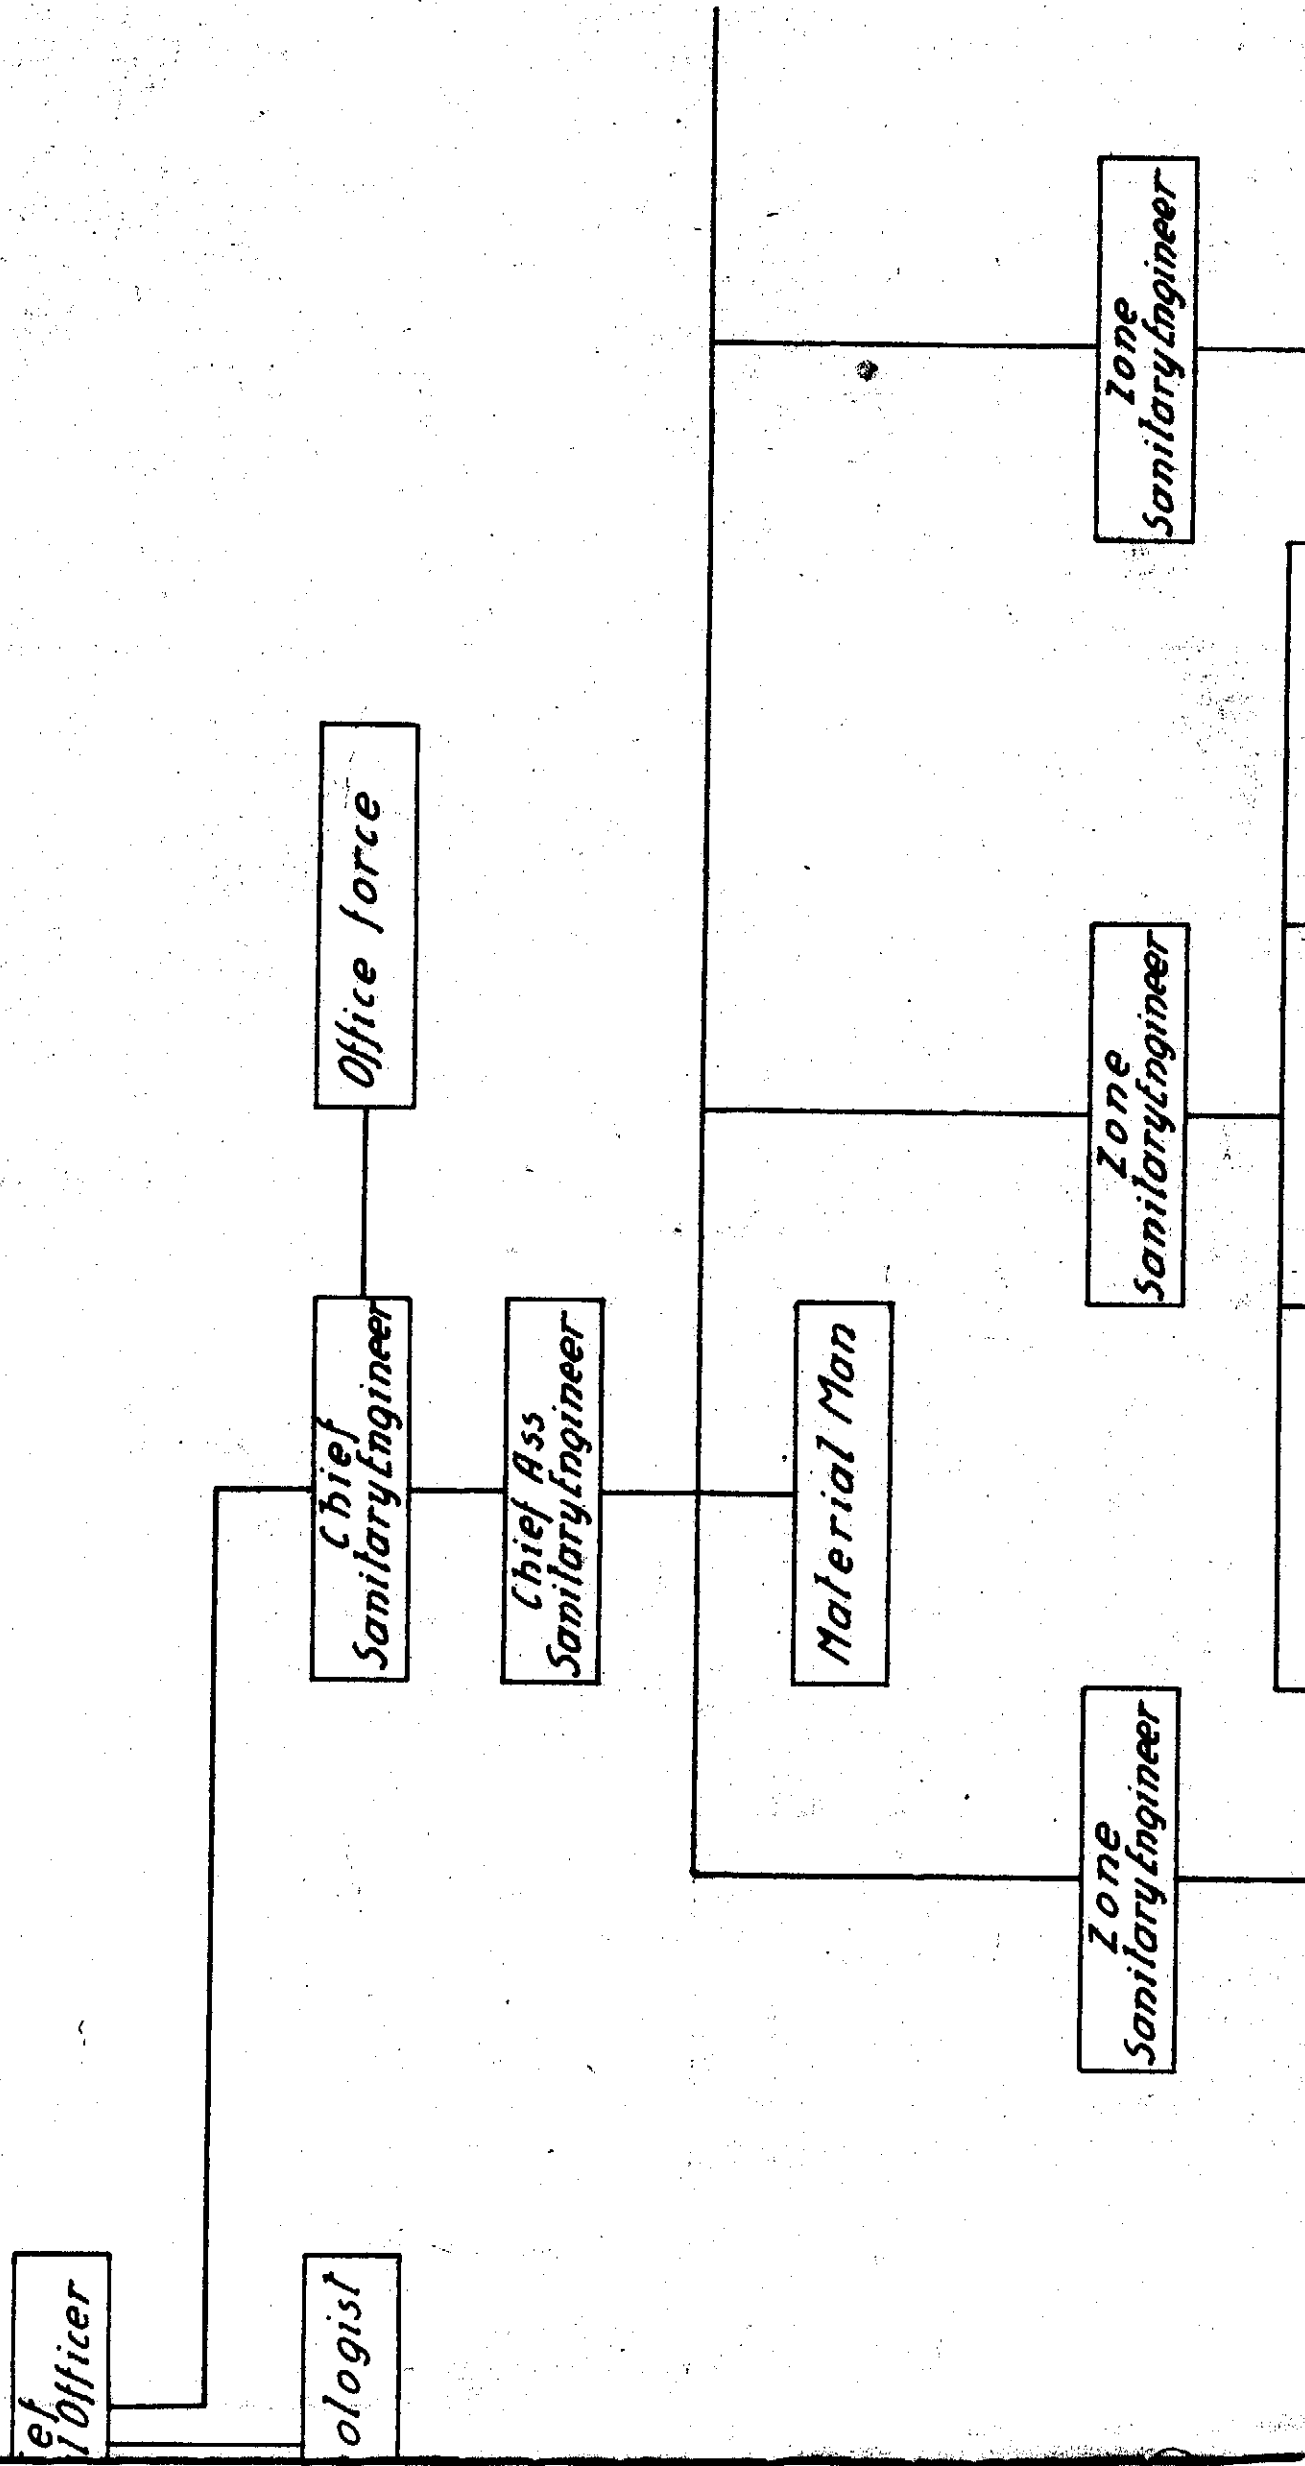 ef
l Officer
ologist
Chief
Sanitary Engineer
Office force
Chief Ass
Sanitary Engineer
Material Man
Zone
Sanitary Engineer
Zone
Sanitary Engineer
Zone
Sanitary Engineer